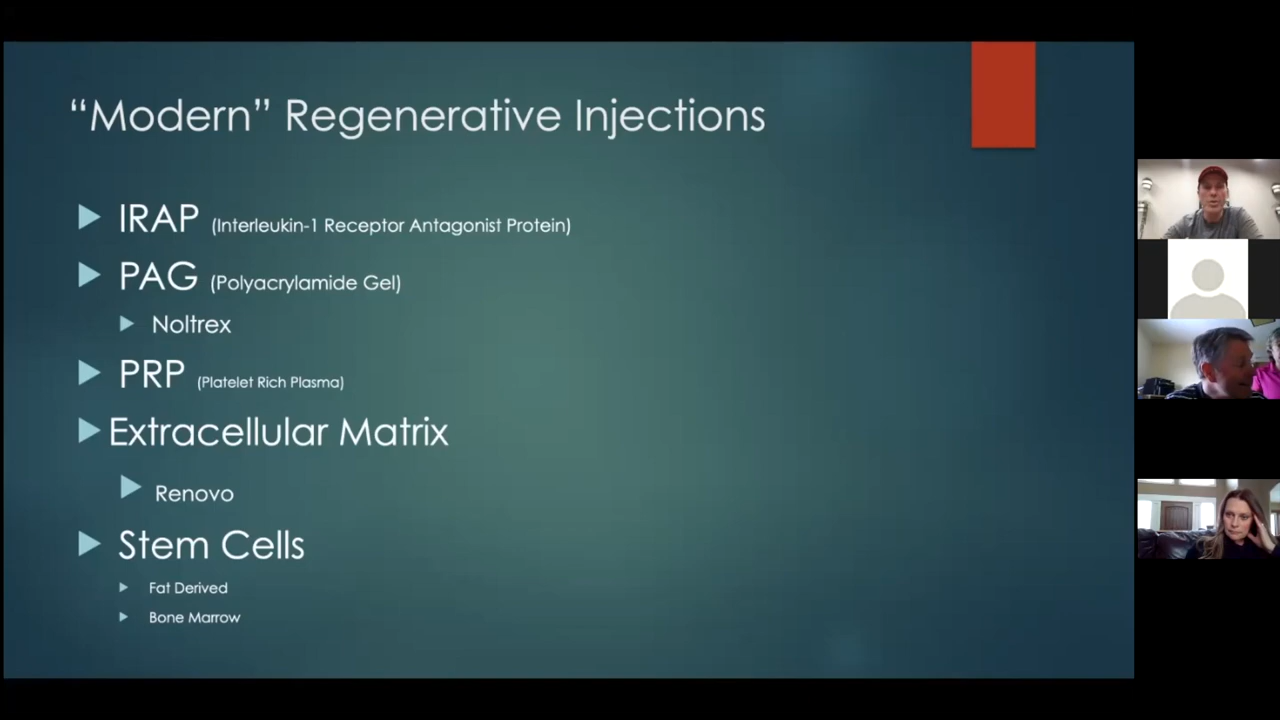 “Modern” Regenerative Injections
IRAP (Interleukin-1 Receptor Antagonist Protein)
PAG (Polyacrylamide Gel)
Noltrex
PRP (Platelet Rich Plasma)
Extracellular Matrix
Renovo
Stem Cells
Fat Derived
Bone Marrow